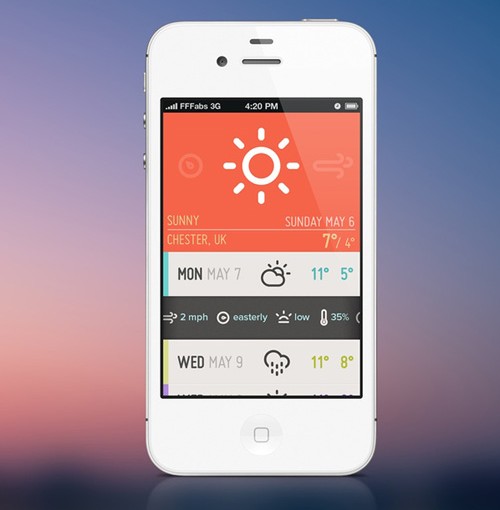 FFFabs 3G 4:20 PM
SUNNY SUNDAY MAY 6
CHESTER, UK 7°/ 4°
MON MAY 7 11° 5°
2 mph easterly low 35%
WED MAY 9 11° 8°